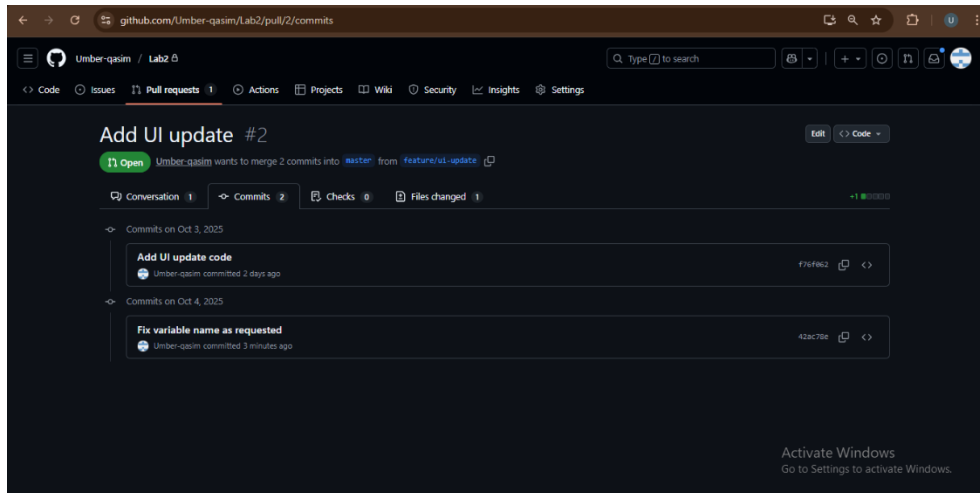 github.com/Umber-qasim/Lab2/pull/2/commits
U
Umber-qasim / Lab2
Type / to search
Code Issues Pull requests 1 Actions Projects Wiki Security Insights Settings
Add UI update #2
Edit Code
Open Umber-qasim wants to merge 2 commits into master from feature/ui-update
Conversation 1 Commits 2 Checks 0 Files changed 1 +1
Commits on Oct 3, 2025
Add UI update code
Umber-qasim committed 2 days ago
f76f062
Commits on Oct 4, 2025
Fix variable name as requested
Umber-qasim committed 3 minutes ago
42ac78e
Activate Windows
Go to Settings to activate Windows.